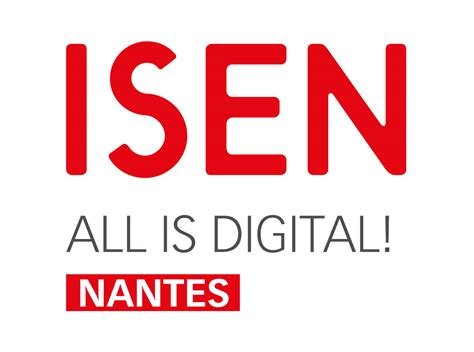 ISEN
ALL IS DIGITAL!
NANTES